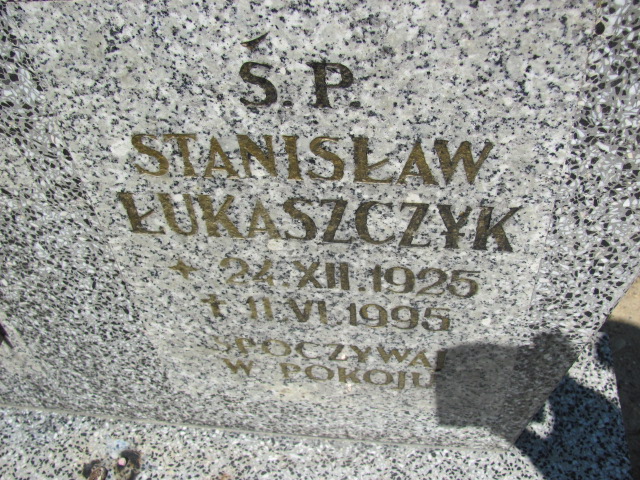 Ś.P.
STANISŁAW
ŁUKASZCZYK
* 24.XII.1925
† 11.VI.1995
SPOCZYWAJ
W POKOJU